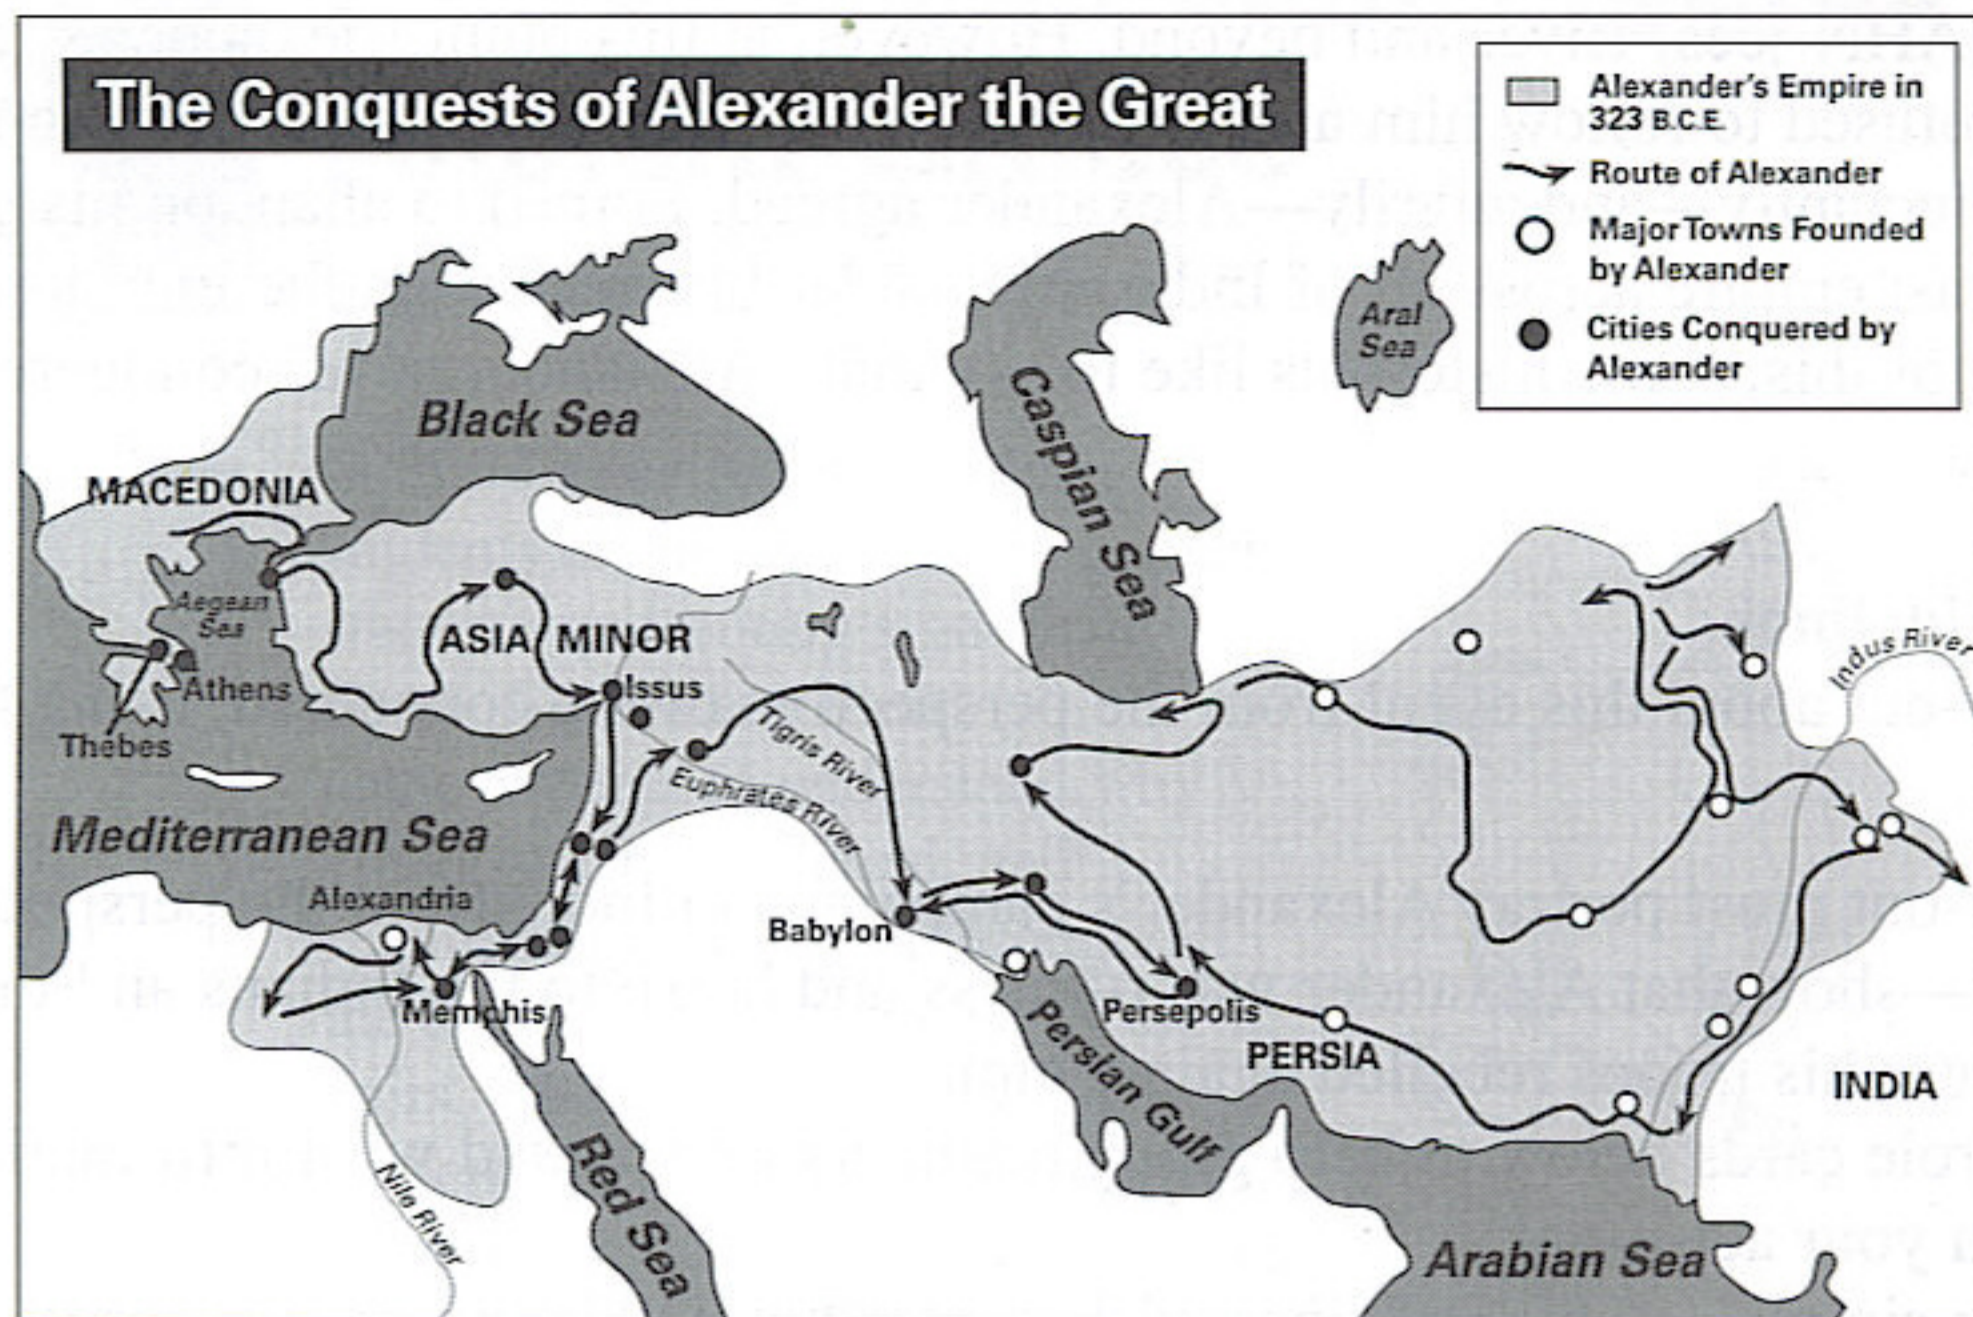 The Conquests of Alexander the Great
Alexander's Empire in
323 B.C.E.
Route of Alexander
Major Towns Founded
by Alexander
Cities Conquered by
Alexander
Black Sea
Caspian Sea
Aral
Sea
MACEDONIA
Aegean
Sea
ASIA MINOR
Issus
Athens
Thebes
Tigris River
Euphrates River
Indus River
Mediterranean Sea
Alexandria
Babylon
Memphis
Persepolis
PERSIA
Persian Gulf
INDIA
Nile River
Red Sea
Arabian Sea